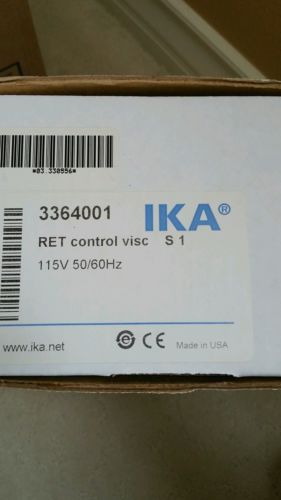 *03.330556*
3364001 IKA®
RET control visc S 1
115V 50/60Hz
www.ika.net
CE Made in USA